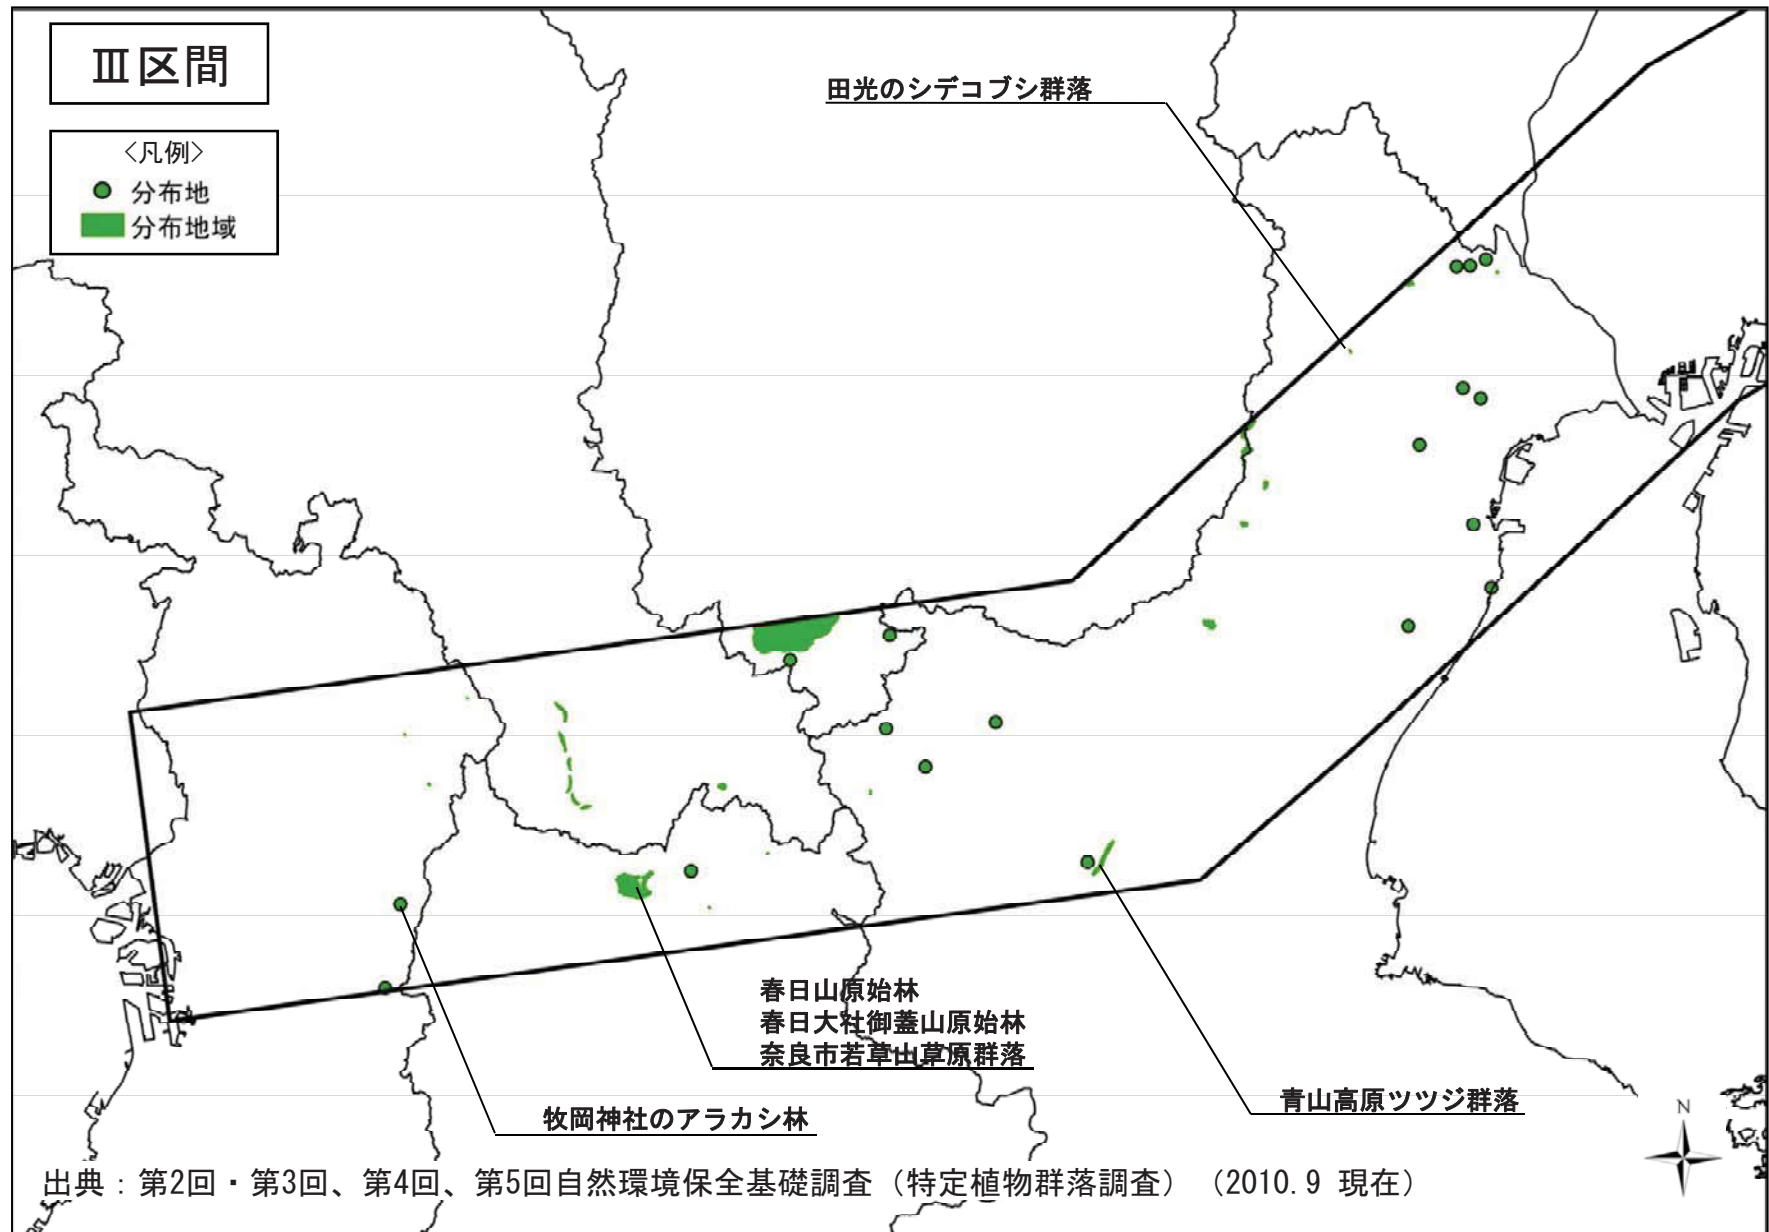 Ⅲ区間
<凡例>
分布地
分布地域
田光のシデコブシ群落
春日山原始林
春日大社御蓋山原始林
奈良市若草山草原群落
青山高原ツツジ群落
牧岡神社のアラカシ林
N
出典：第2回・第3回、第4回、第5回自然環境保全基礎調査（特定植物群落調査）（2010.9 現在）